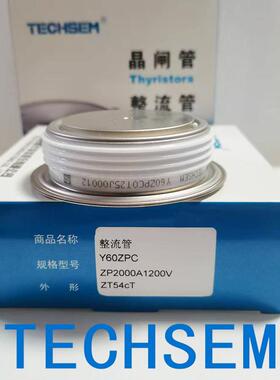 TECHSEM®
晶闸管
Thyristors
整流管
Y60ZPC0T25J00012
商品名称 整流管
规格型号 Y60ZPC
ZP2000A1200V
外 形 ZT54cT
TECHSEM